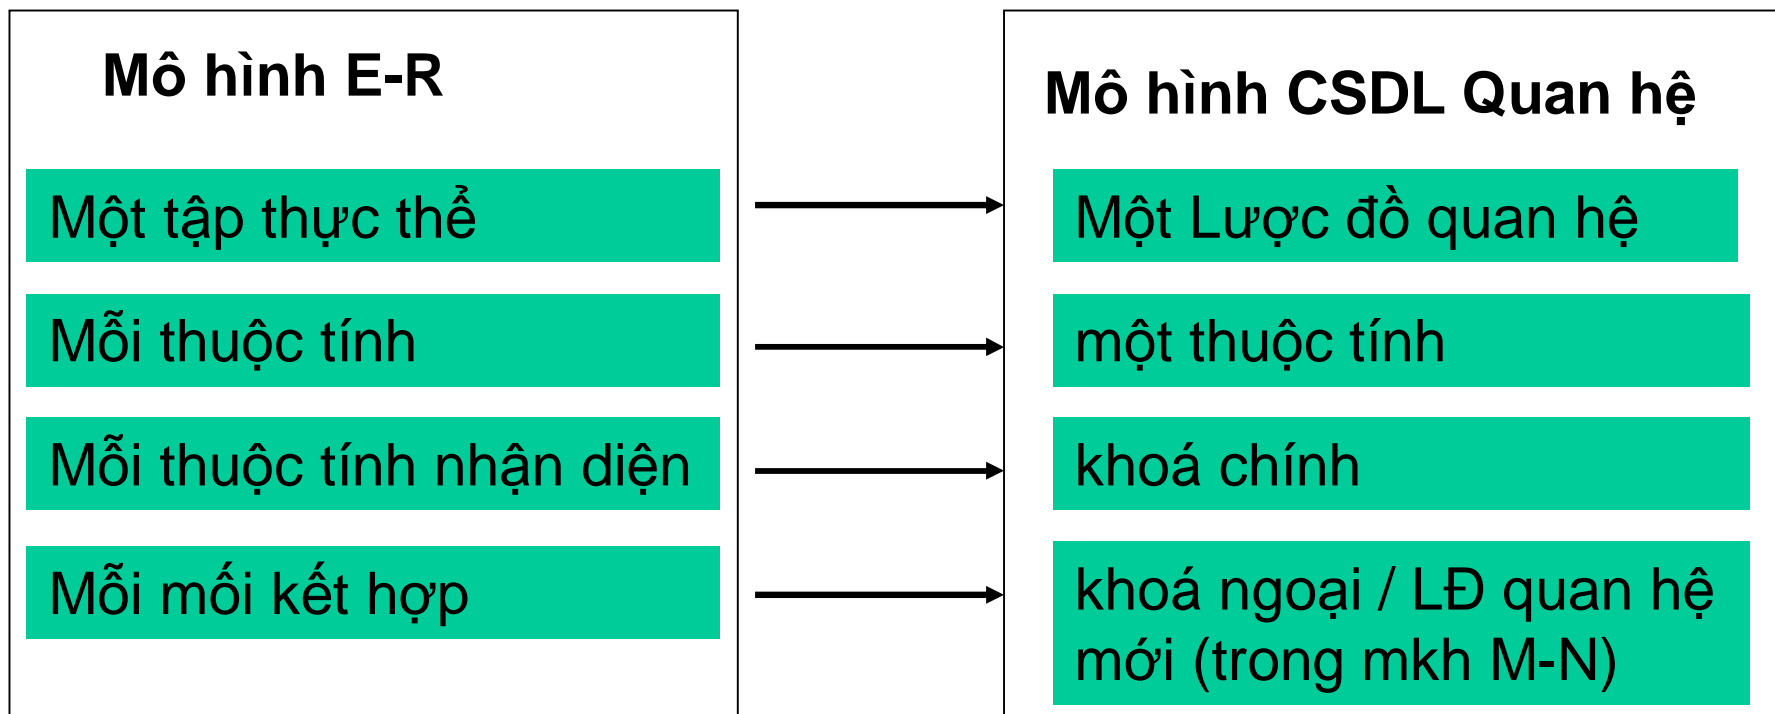 Mô hình E-R
Một tập thực thể
Mỗi thuộc tính
Mỗi thuộc tính nhận diện
Mỗi mối kết hợp
Mô hình CSDL Quan hệ
Một Lược đồ quan hệ
một thuộc tính
khoá chính
khoá ngoại / LĐ quan hệ
mới (trong mkh M-N)